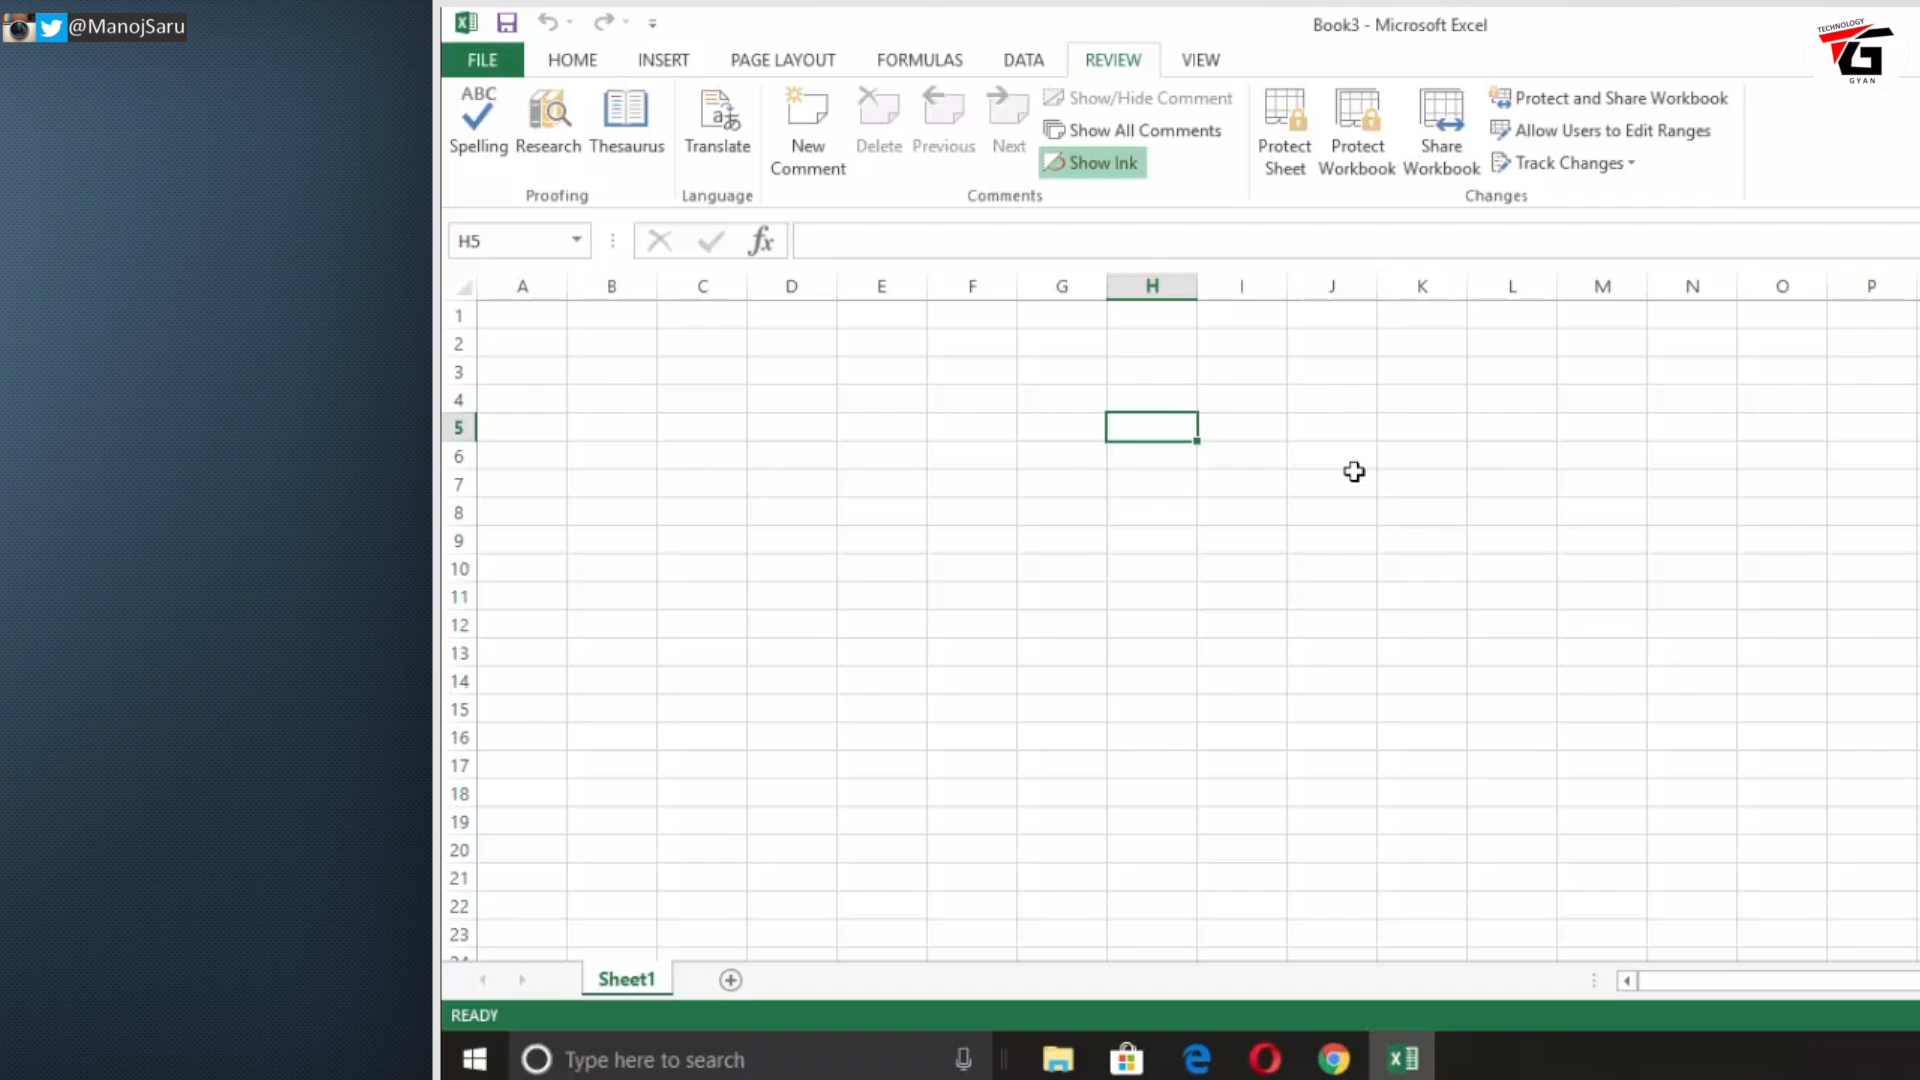 @ManojSaru
Book3 - Microsoft Excel
TECHNOLOGY
GYAN
FILE HOME INSERT PAGE LAYOUT FORMULAS DATA REVIEW VIEW
ABC
Spelling Research Thesaurus
Proofing
Translate
Language
New Comment
Delete Previous Next
Show/Hide Comment
Show All Comments
Show Ink
Comments
Protect Sheet
Protect Workbook
Share Workbook
Protect and Share Workbook
Allow Users to Edit Ranges
Track Changes
Changes
H5
fx
A B C D E F G H I J K L M N O P
1
2
3
4
5
6
7
8
9
10
11
12
13
14
15
16
17
18
19
20
21
22
23
24
Sheet1
READY
Type here to search